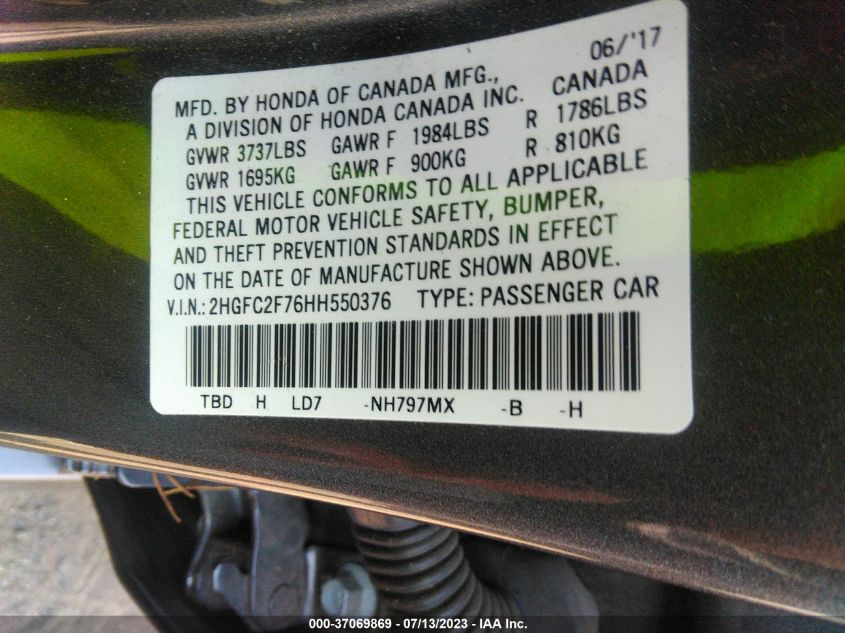 06/'17
MFD. BY HONDA OF CANADA MFG.,
A DIVISION OF HONDA CANADA INC. CANADA
GVWR 3737LBS GAWR F 1984LBS R 1786LBS
GVWR 1695KG GAWR F 900KG R 810KG
THIS VEHICLE CONFORMS TO ALL APPLICABLE
FEDERAL MOTOR VEHICLE SAFETY, BUMPER,
AND THEFT PREVENTION STANDARDS IN EFFECT
ON THE DATE OF MANUFACTURE SHOWN ABOVE.
V.I.N.: 2HGFC2F76HH550376 TYPE: PASSENGER CAR
TBD H LD7 -NH797MX -B -H
000-37069869 - 07/13/2023 - IAA Inc.